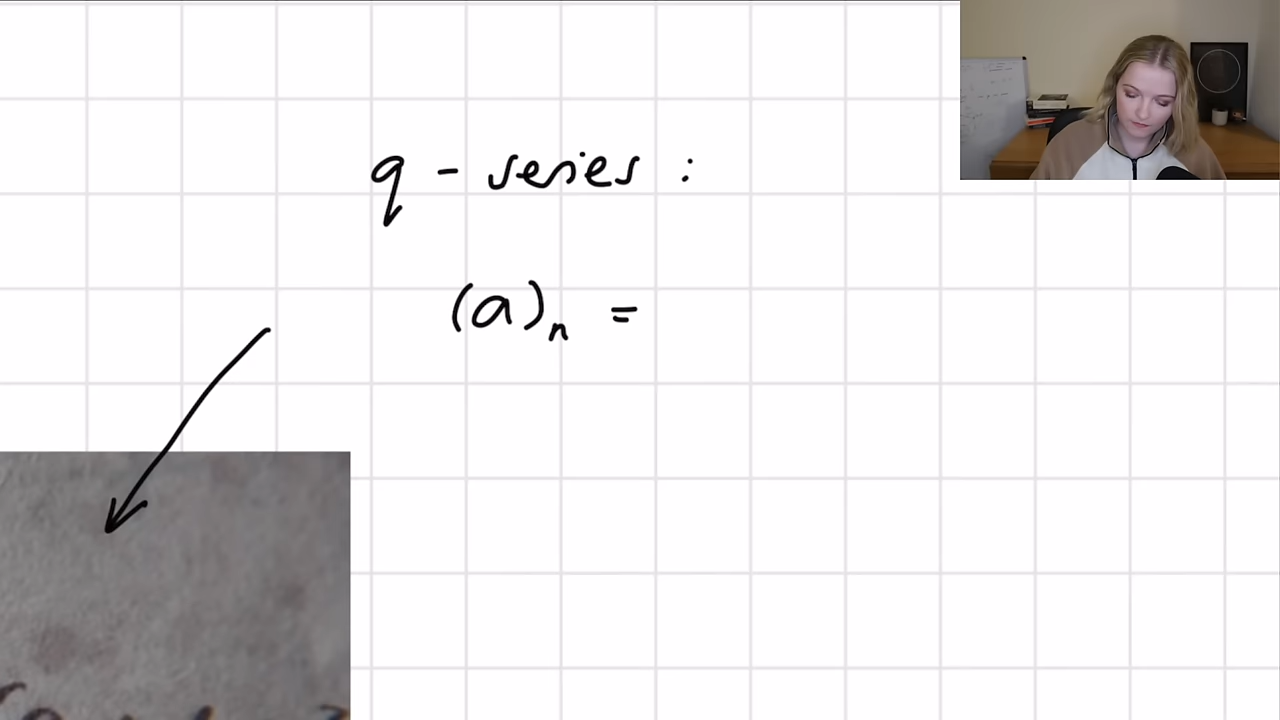 q - series :
(a)ₙ =